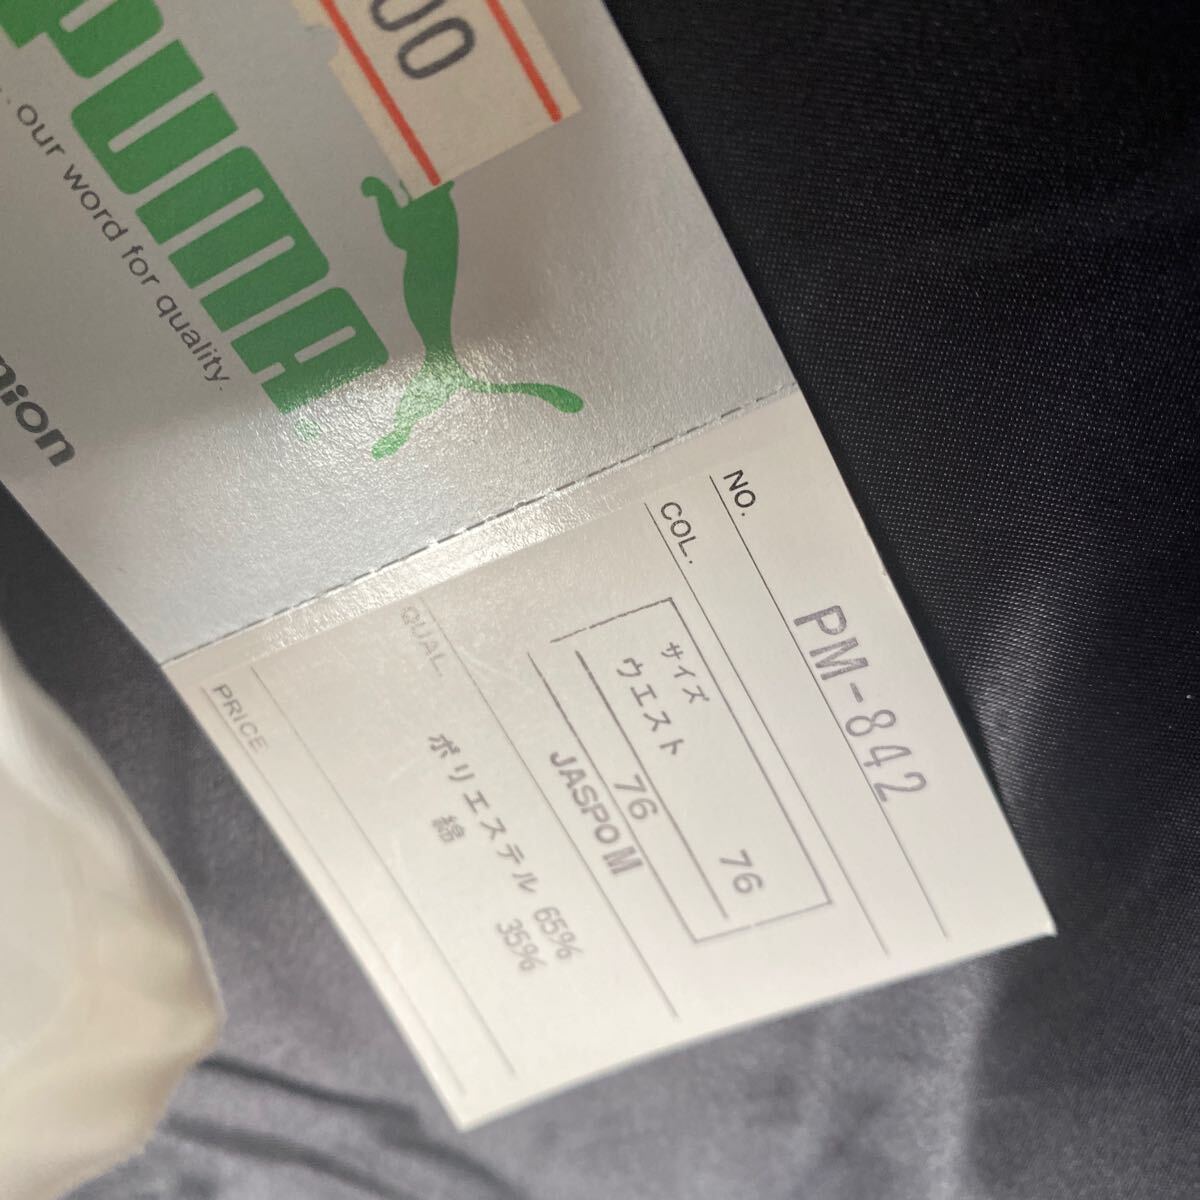 00
PUMA
...our word for quality.
nion
NO. PM-842
COL.
サイズ 76
ウエスト 76
JASPO M
QUAL. ポリエステル 65%
綿 35%
PRICE